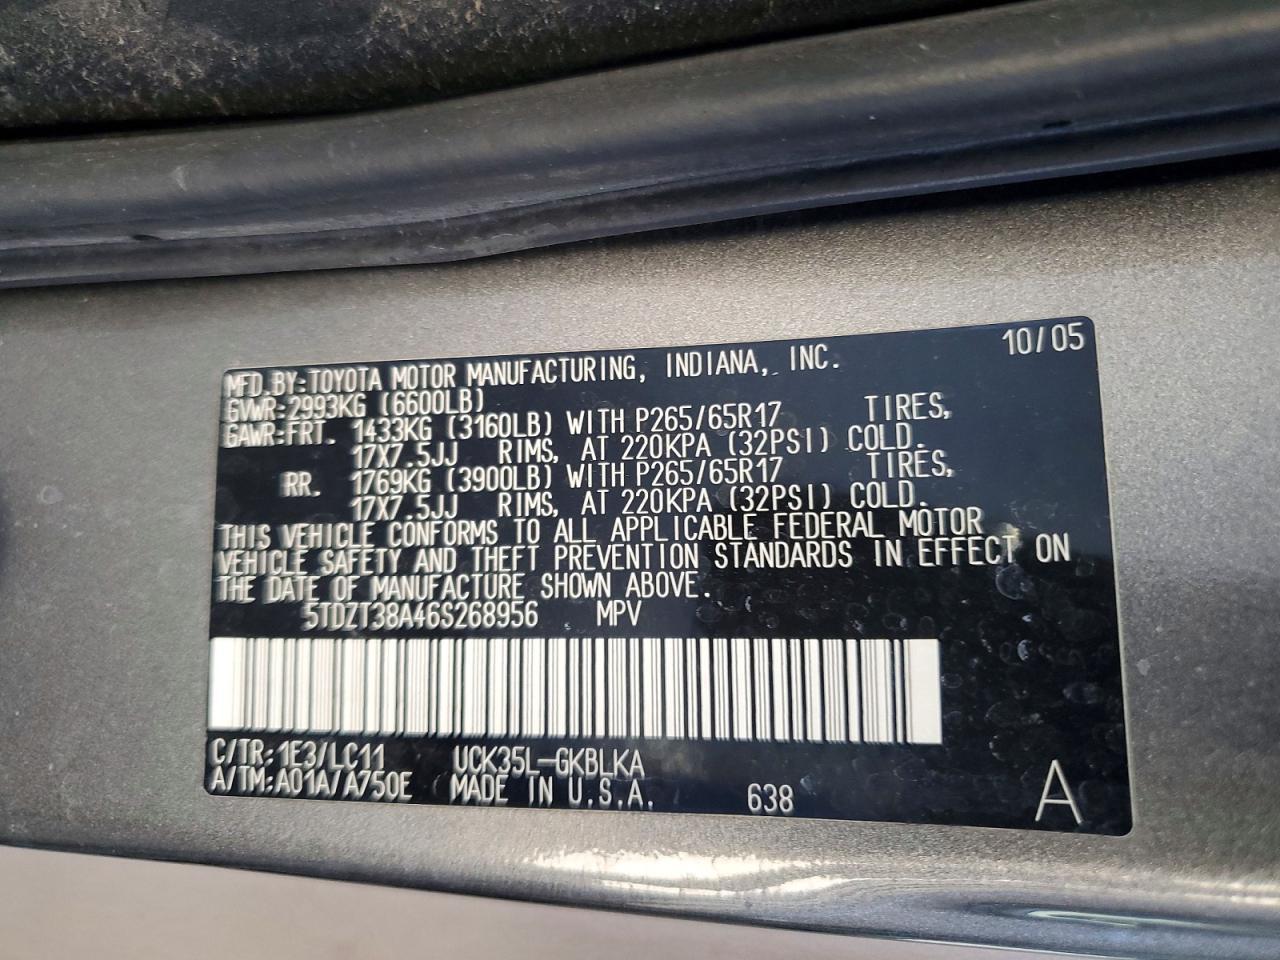 10/05
MFD.BY:TOYOTA MOTOR MANUFACTURING, INDIANA, INC.
GVWR:2993KG (6600LB)
GAWR:FRT. 1433KG (3160LB) WITH P265/65R17 TIRES,
17X7.5JJ RIMS, AT 220KPA (32PSI) COLD.
RR. 1769KG (3900LB) WITH P265/65R17 TIRES,
17X7.5JJ RIMS, AT 220KPA (32PSI) COLD.
THIS VEHICLE CONFORMS TO ALL APPLICABLE FEDERAL MOTOR
VEHICLE SAFETY AND THEFT PREVENTION STANDARDS IN EFFECT ON
THE DATE OF MANUFACTURE SHOWN ABOVE.
5TDZT38A46S268956 MPV
C/TR:1E3/LC11 UCK35L-GKBLKA
A/TM:A01A/A750E MADE IN U.S.A. 638 A